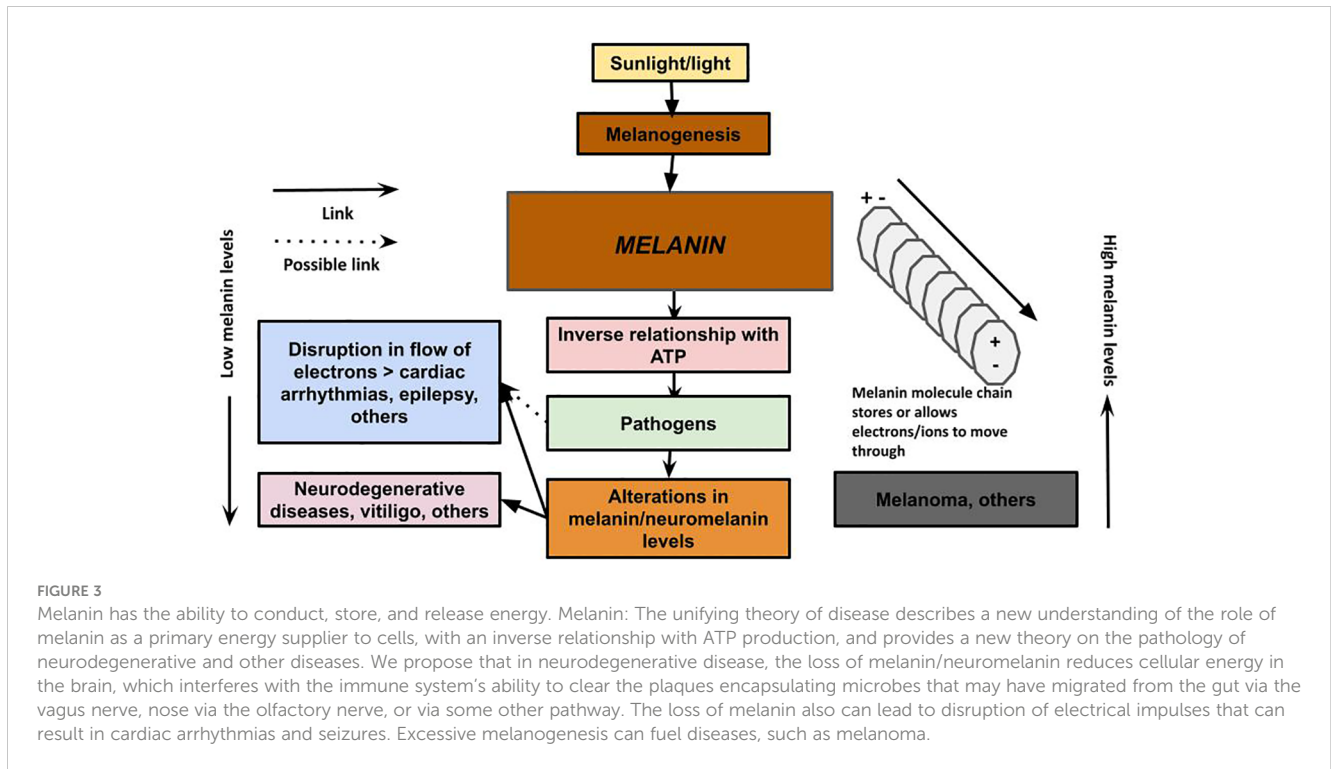 Sunlight/light
Melanogenesis
MELANIN
Link
Possible link
Low melanin levels
+ -
+
-
High melanin levels
Inverse relationship with
ATP
Disruption in flow of
electrons > cardiac
arrhythmias, epilepsy,
others
Pathogens
Melanin molecule chain
stores or allows
electrons/ions to move
through
Neurodegenerative
diseases, vitiligo, others
Alterations in
melanin/neuromelanin
levels
Melanoma, others
FIGURE 3
Melanin has the ability to conduct, store, and release energy. Melanin: The unifying theory of disease describes a new understanding of the role of
melanin as a primary energy supplier to cells, with an inverse relationship with ATP production, and provides a new theory on the pathology of
neurodegenerative and other diseases. We propose that in neurodegenerative disease, the loss of melanin/neuromelanin reduces cellular energy in
the brain, which interferes with the immune system's ability to clear the plaques encapsulating microbes that may have migrated from the gut via the
vagus nerve, nose via the olfactory nerve, or via some other pathway. The loss of melanin also can lead to disruption of electrical impulses that can
result in cardiac arrhythmias and seizures. Excessive melanogenesis can fuel diseases, such as melanoma.